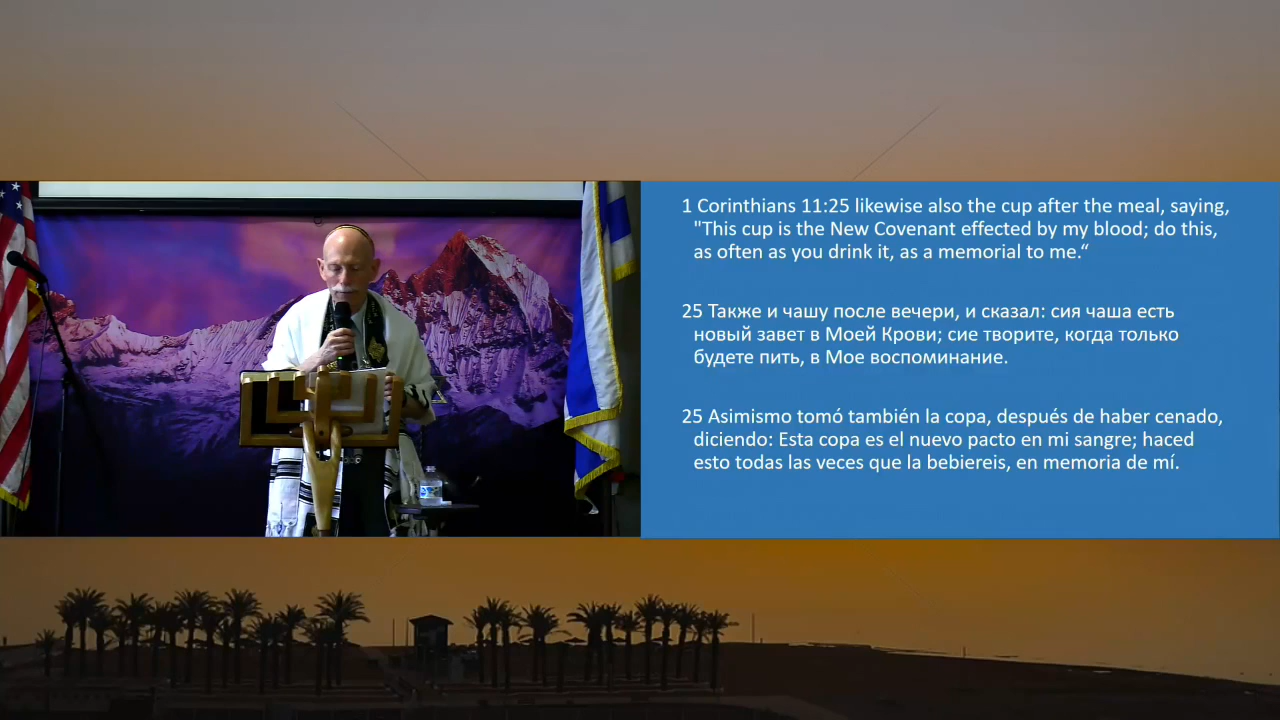 1 Corinthians 11:25 likewise also the cup after the meal, saying,
"This cup is the New Covenant effected by my blood; do this,
as often as you drink it, as a memorial to me.“
25 Также и чашу после вечери, и сказал: сия чаша есть
новый завет в Моей Крови; сие творите, когда только
будете пить, в Мое воспоминание.
25 Asimismo tomó también la copa, después de haber cenado,
diciendo: Esta copa es el nuevo pacto en mi sangre; haced
esto todas las veces que la bebiereis, en memoria de mí.